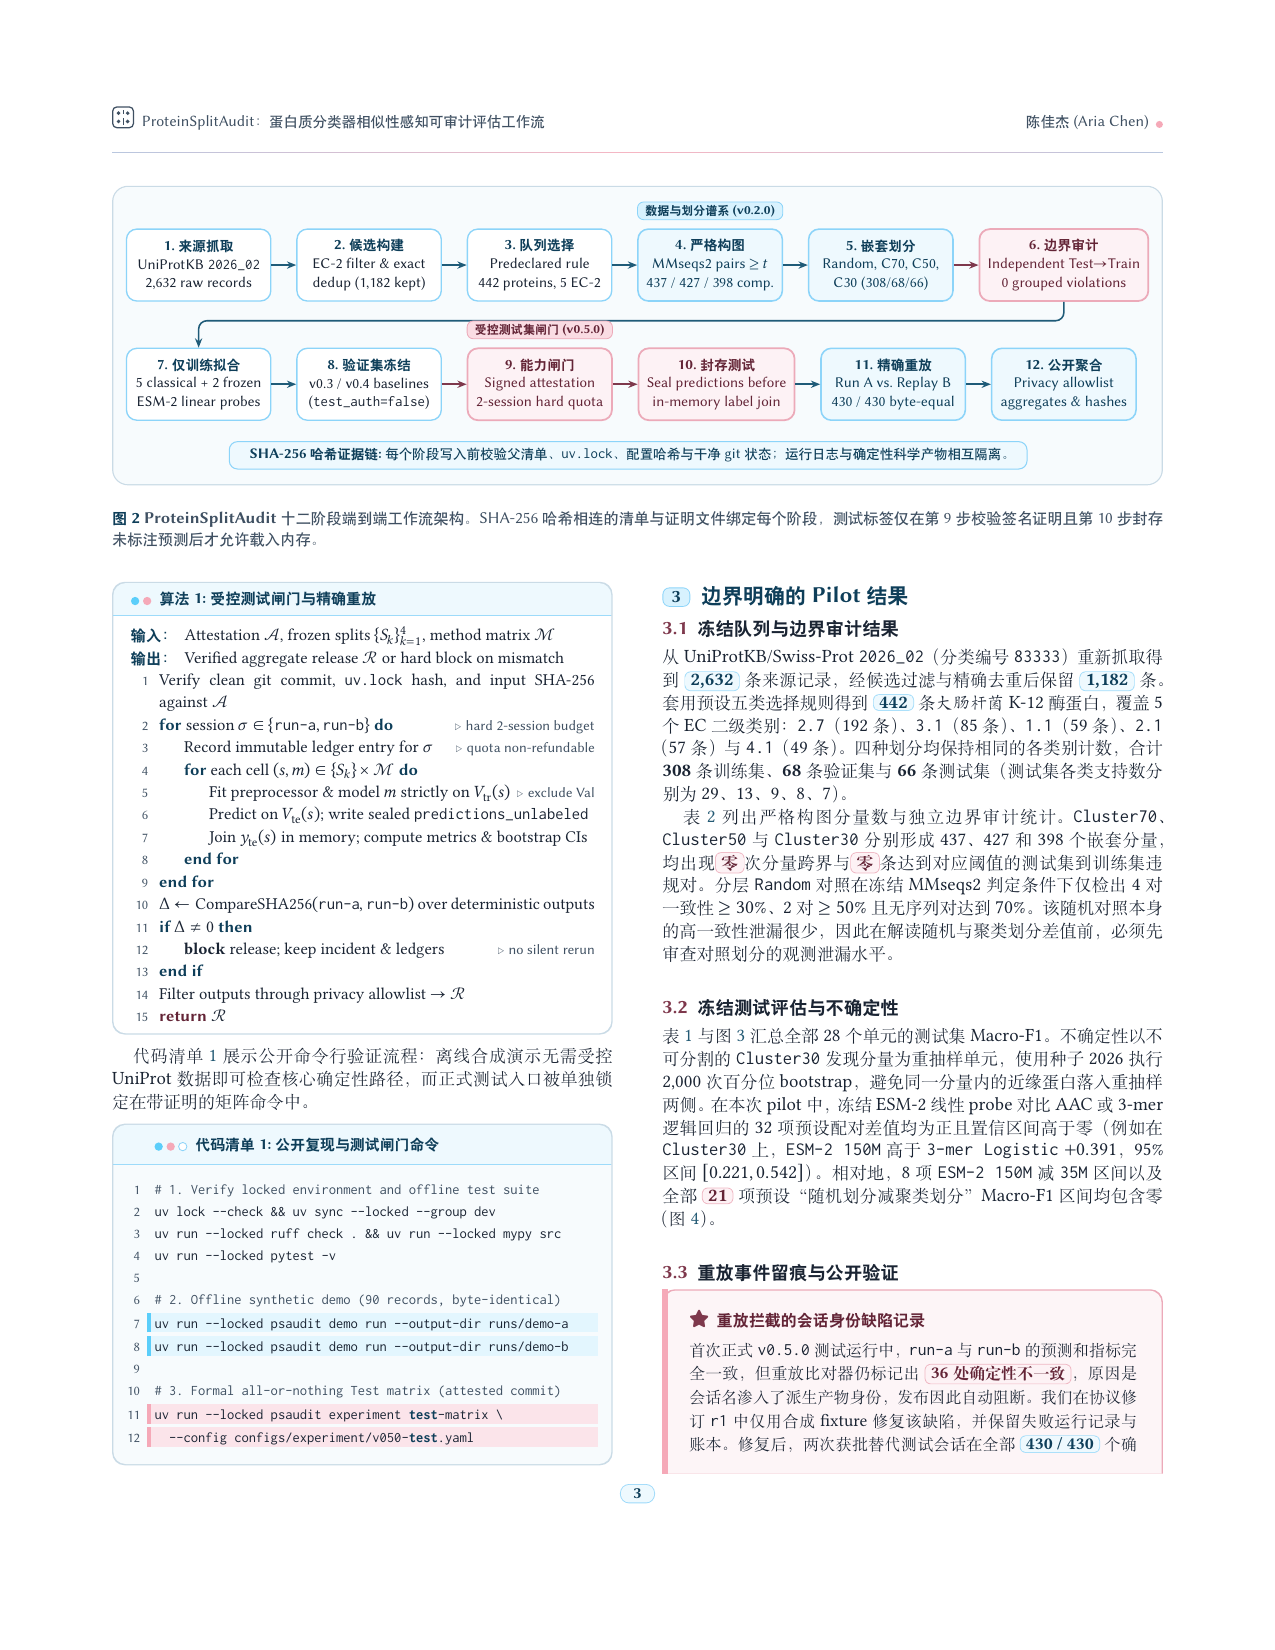 ProteinSplitAudit：蛋白质分类器相似性感知可审计评估工作流
陈佳杰 (Aria Chen)
数据与划分谱系 (v0.2.0)
1. 来源抓取
UniProtKB 2026_02
2,632 raw records
2. 候选构建
EC-2 filter & exact
dedup (1,182 kept)
3. 队列选择
Predeclared rule
442 proteins, 5 EC-2
4. 严格构图
MMseqs2 pairs ≥ t
437 / 427 / 398 comp.
5. 嵌套划分
Random, C70, C50,
C30 (308/68/66)
6. 边界审计
Independent Test→Train
0 grouped violations
受控测试集闸门 (v0.5.0)
7. 仅训练拟合
5 classical + 2 frozen
ESM-2 linear probes
8. 验证集冻结
v0.3 / v0.4 baselines
(test_auth=false)
9. 能力闸门
Signed attestation
2-session hard quota
10. 封存测试
Seal predictions before
in-memory label join
11. 精确重放
Run A vs. Replay B
430 / 430 byte-equal
12. 公开聚合
Privacy allowlist
aggregates & hashes
SHA-256 哈希证据链: 每个阶段写入前校验父清单、uv.lock、配置哈希与干净 git 状态；运行日志与确定性科学产物相互隔离。
图 2 ProteinSplitAudit 十二阶段端到端工作流架构。SHA-256 哈希相连的清单与证明文件绑定每个阶段，测试标签仅在第 9 步校验签名证明且第 10 步封存
未标注预测后才允许载入内存。
算法 1: 受控测试闸门与精确重放
输入： Attestation 𝒜, frozen splits {S_k}_{k=1}^4, method matrix ℳ
输出： Verified aggregate release ℛ or hard block on mismatch
1 Verify clean git commit, uv.lock hash, and input SHA-256
against 𝒜
2 for session σ ∈ {run-a, run-b} do ▷ hard 2-session budget
3 Record immutable ledger entry for σ ▷ quota non-refundable
4 for each cell (s, m) ∈ {S_k} × ℳ do
5 Fit preprocessor & model m strictly on V_tr(s) ▷ exclude Val
6 Predict on V_te(s); write sealed predictions_unlabeled
7 Join y_te(s) in memory; compute metrics & bootstrap CIs
8 end for
9 end for
10 Δ ← CompareSHA256(run-a, run-b) over deterministic outputs
11 if Δ ≠ 0 then
12 block release; keep incident & ledgers ▷ no silent rerun
13 end if
14 Filter outputs through privacy allowlist → ℛ
15 return ℛ
代码清单 1 展示公开命令行验证流程：离线合成演示无需受控
UniProt 数据即可检查核心确定性路径，而正式测试入口被单独锁
定在带证明的矩阵命令中。
代码清单 1: 公开复现与测试闸门命令
1 # 1. Verify locked environment and offline test suite
2 uv lock --check && uv sync --locked --group dev
3 uv run --locked ruff check . && uv run --locked mypy src
4 uv run --locked pytest -v
5
6 # 2. Offline synthetic demo (90 records, byte-identical)
7 uv run --locked psaudit demo run --output-dir runs/demo-a
8 uv run --locked psaudit demo run --output-dir runs/demo-b
9
10 # 3. Formal all-or-nothing Test matrix (attested commit)
11 uv run --locked psaudit experiment test-matrix \
12 --config configs/experiment/v050-test.yaml
3 边界明确的 Pilot 结果
3.1 冻结队列与边界审计结果
从 UniProtKB/Swiss-Prot 2026_02（分类编号 83333）重新抓取得
到 2,632 条来源记录，经候选过滤与精确去重后保留 1,182 条。
套用预设五类选择规则得到 442 条大肠杆菌 K-12 酶蛋白，覆盖 5
个 EC 二级类别：2.7（192 条）、3.1（85 条）、1.1（59 条）、2.1
(57 条）与 4.1（49 条）。四种划分均保持相同的各类别计数，合计
308 条训练集、68 条验证集与 66 条测试集（测试集各类支持数分
别为 29、13、9、8、7）。
表 2 列出严格构图分量数与独立边界审计统计。Cluster70、
Cluster50 与 Cluster30 分别形成 437、427 和 398 个嵌套分量，
均出现 零 次分量跨界与 零 条达到对应阈值的测试集到训练集违
规对。分层 Random 对照在冻结 MMseqs2 判定条件下仅检出 4 对
一致性 ≥ 30%、2 对 ≥ 50% 且无序列对达到 70%。该随机对照本身
的高一致性泄漏很少，因此在解读随机与聚类划分差值前，必须先
审查对照划分的观测泄漏水平。
3.2 冻结测试评估与不确定性
表 1 与图 3 汇总全部 28 个单元的测试集 Macro-F1。不确定性以不
可分割的 Cluster30 发现分量为重抽样单元，使用种子 2026 执行
2,000 次百分位 bootstrap，避免同一分量内的近缘蛋白落入重抽样
两侧。在本次 pilot 中，冻结 ESM-2 线性 probe 对比 AAC 或 3-mer
逻辑回归的 32 项预设配对差值均为正且置信区间高于零（例如在
Cluster30 上，ESM-2 150M 高于 3-mer Logistic +0.391，95%
区间 [0.221, 0.542]）。相对地，8 项 ESM-2 150M 减 35M 区间以及
全部 21 项预设“随机划分减聚类划分”Macro-F1 区间均包含零
（图 4）。
3.3 重放事件留痕与公开验证
★ 重放拦截的会话身份缺陷记录
首次正式 v0.5.0 测试运行中，run-a 与 run-b 的预测和指标完
全一致，但重放比对器仍标记出 36 处确定性不一致，原因是
会话名渗入了派生产物身份，发布因此自动阻断。我们在协议修
订 r1 中仅用合成 fixture 修复该缺陷，并保留失败运行记录与
账本。修复后，两次获批替代测试会话在全部 430 / 430 个确
3